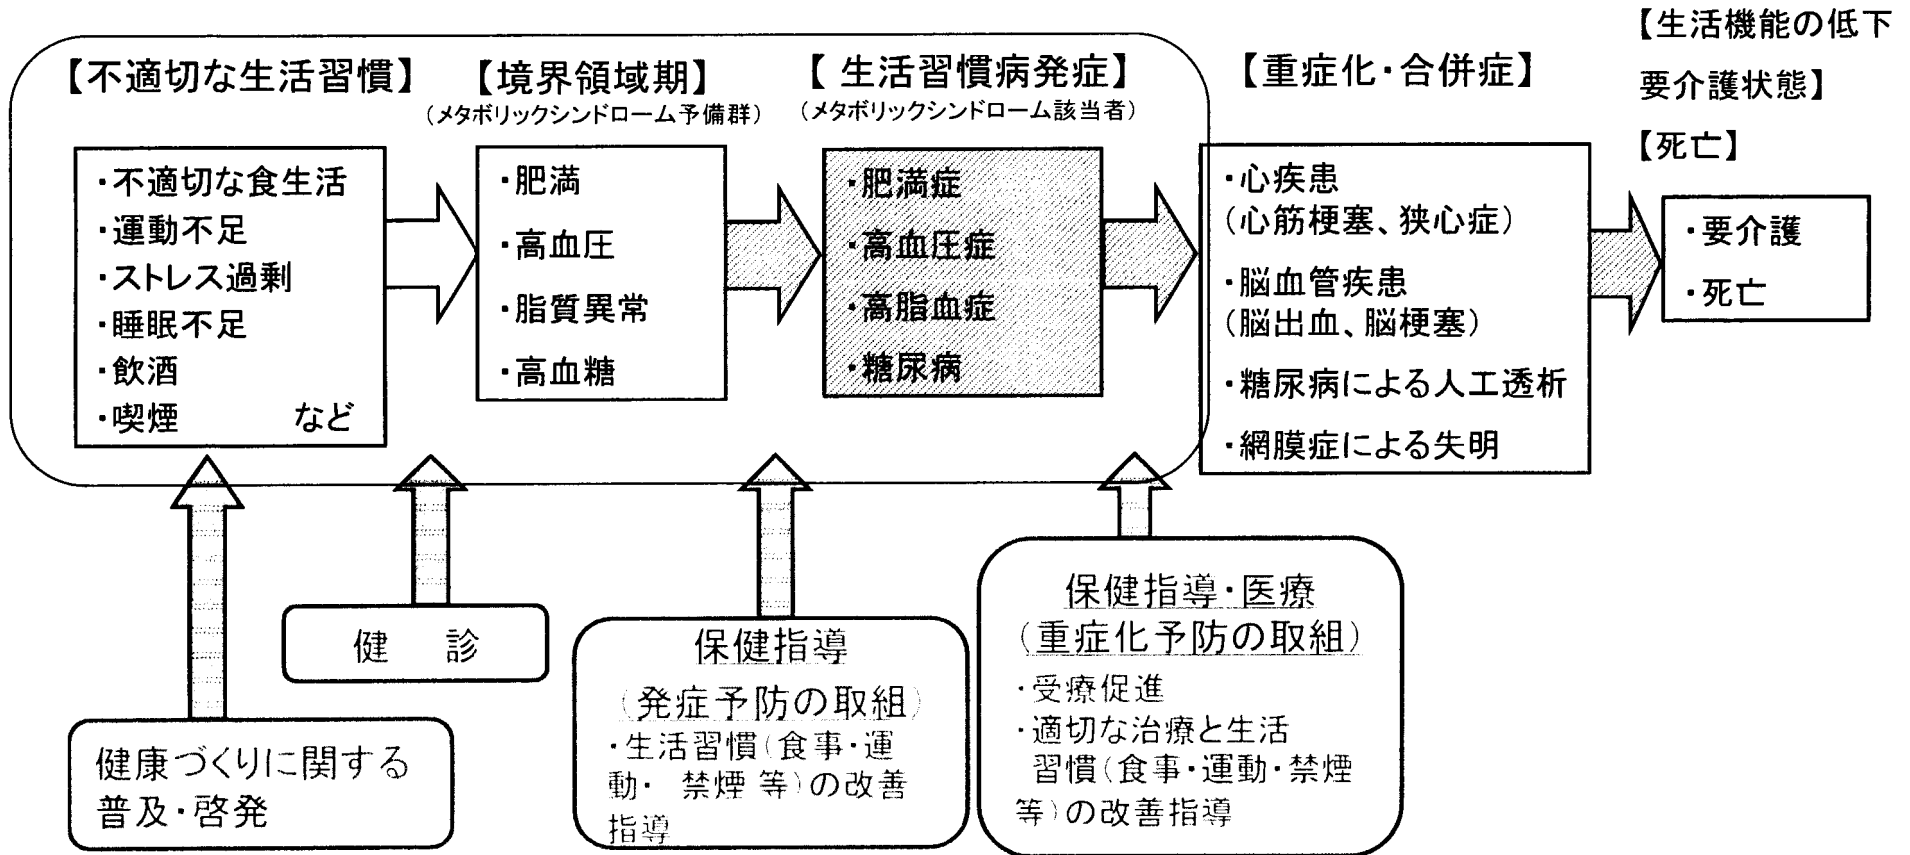 【不適切な生活習慣】
・不適切な食生活
・運動不足
・ストレス過剰
・睡眠不足
・飲酒
・喫煙 など
【境界領域期】
（メタボリックシンドローム予備群）
・肥満
・高血圧
・脂質異常
・高血糖
【生活習慣病発症】
（メタボリックシンドローム該当者）
・肥満症
・高血圧症
・高脂血症
・糖尿病
【重症化・合併症】
・心疾患
（心筋梗塞、狭心症）
・脳血管疾患
（脳出血、脳梗塞）
・糖尿病による人工透析
・網膜症による失明
【生活機能の低下
要介護状態】
【死亡】
・要介護
・死亡
健康づくりに関する
普及・啓発
健 診
保健指導
（発症予防の取組）
・生活習慣（食事・運
動・ 禁煙 等）の改善
指導
保健指導・医療
（重症化予防の取組）
・受療促進
・適切な治療と生活
習慣（食事・運動・禁煙
等）の改善指導